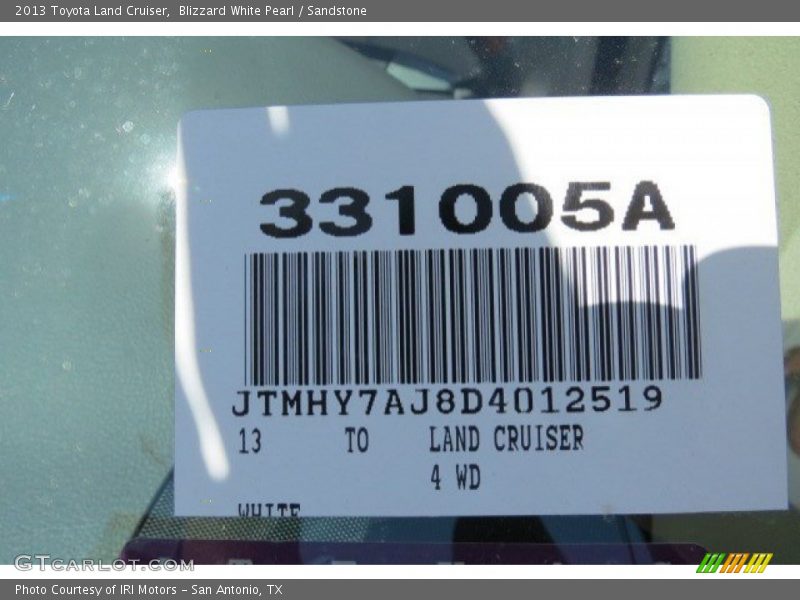 2013 Toyota Land Cruiser,  Blizzard White Pearl / Sandstone
331005A
JTMHY7AJ8D4012519
13 TO LAND CRUISER
4 WD
WHITE
GTCARLOT.COM
Photo Courtesy of IRI Motors – San Antonio, TX